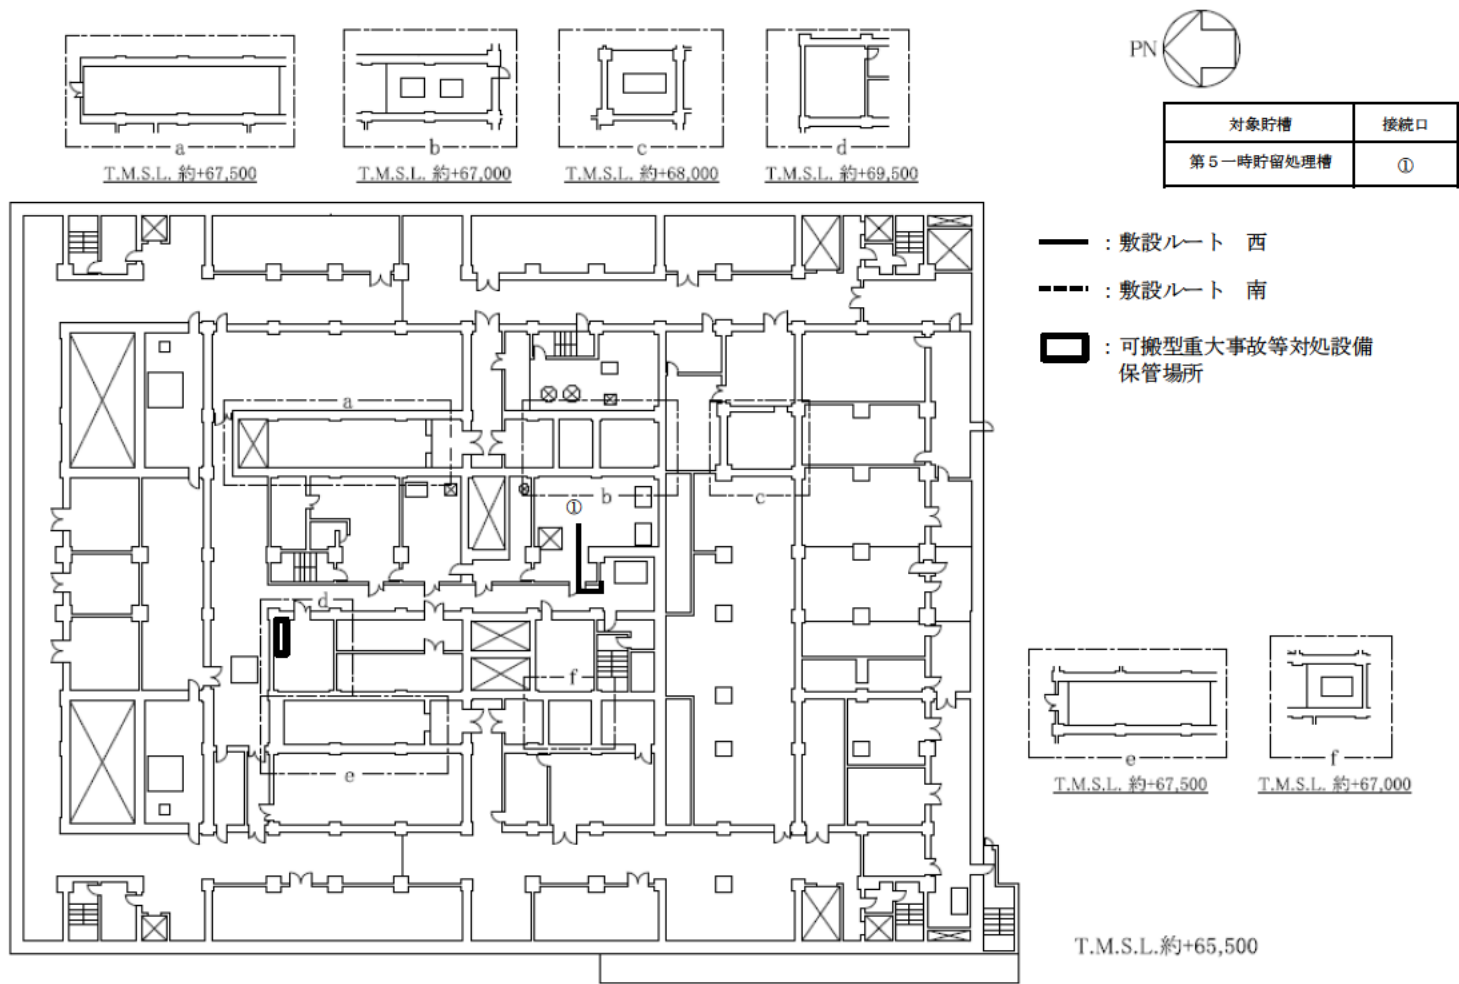 a
T.M.S.L. 約+67,500
b
T.M.S.L. 約+67,000
c
T.M.S.L. 約+68,000
d
T.M.S.L. 約+69,500
PN
対象貯槽 接続口
第5一時貯留処理槽 ①
：敷設ルート 西
：敷設ルート 南
：可搬型重大事故等対処設備
保管場所
a
b
c
①
d
f
e
e
T.M.S.L. 約+67,500
f
T.M.S.L. 約+67,000
T.M.S.L.約+65,500